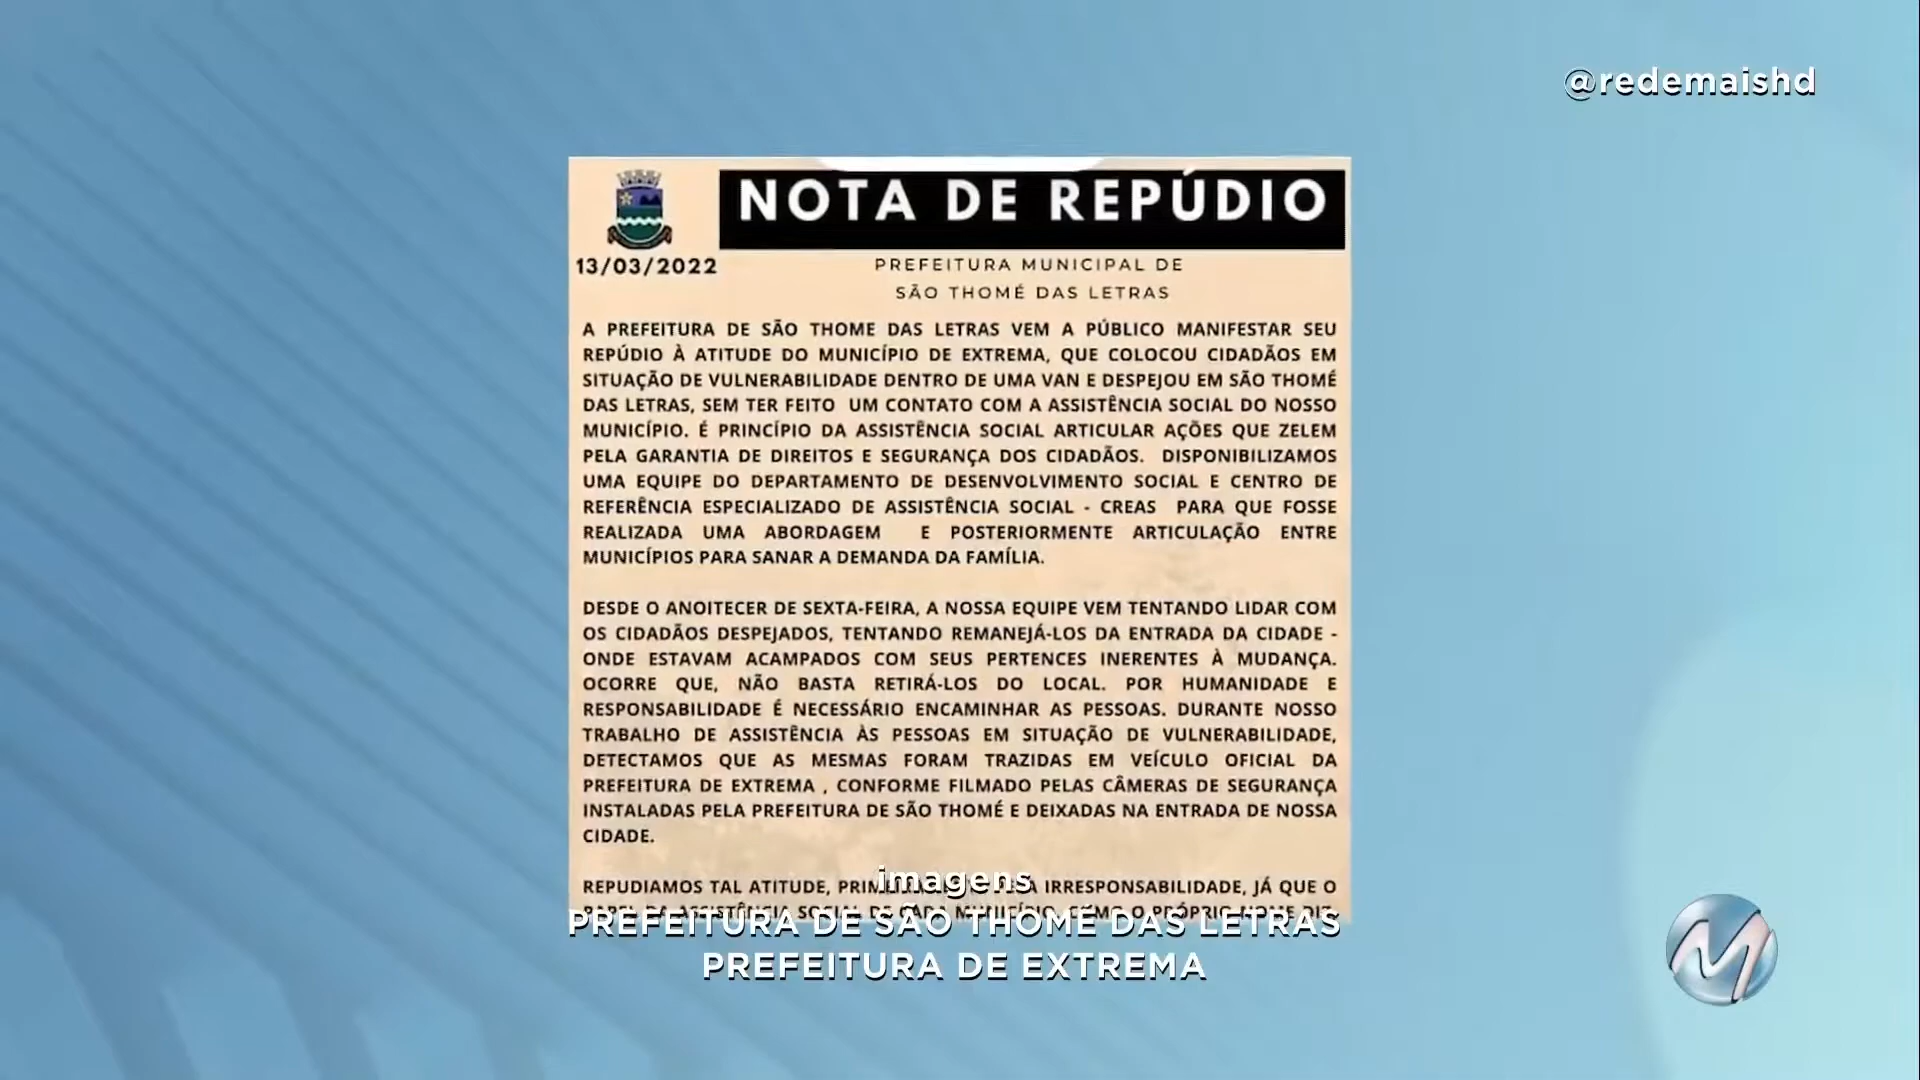 @redemaishd
NOTA DE REPÚDIO
13/03/2022
PREFEITURA MUNICIPAL DE
SÃO THOMÉ DAS LETRAS
A PREFEITURA DE SÃO THOME DAS LETRAS VEM A PÚBLICO MANIFESTAR SEU
REPÚDIO À ATITUDE DO MUNICÍPIO DE EXTREMA, QUE COLOCOU CIDADÃOS EM
SITUAÇÃO DE VULNERABILIDADE DENTRO DE UMA VAN E DESPEJOU EM SÃO THOMÉ
DAS LETRAS, SEM TER FEITO UM CONTATO COM A ASSISTÊNCIA SOCIAL DO NOSSO
MUNICÍPIO. É PRINCÍPIO DA ASSISTÊNCIA SOCIAL ARTICULAR AÇÕES QUE ZELEM
PELA GARANTIA DE DIREITOS E SEGURANÇA DOS CIDADÃOS. DISPONIBILIZAMOS
UMA EQUIPE DO DEPARTAMENTO DE DESENVOLVIMENTO SOCIAL E CENTRO DE
REFERÊNCIA ESPECIALIZADO DE ASSISTÊNCIA SOCIAL - CREAS PARA QUE FOSSE
REALIZADA UMA ABORDAGEM E POSTERIORMENTE ARTICULAÇÃO ENTRE
MUNICÍPIOS PARA SANAR A DEMANDA DA FAMÍLIA.
DESDE O ANOITECER DE SEXTA-FEIRA, A NOSSA EQUIPE VEM TENTANDO LIDAR COM
OS CIDADÃOS DESPEJADOS, TENTANDO REMANEJÁ-LOS DA ENTRADA DA CIDADE -
ONDE ESTAVAM ACAMPADOS COM SEUS PERTENCES INERENTES À MUDANÇA.
OCORRE QUE, NÃO BASTA RETIRÁ-LOS DO LOCAL. POR HUMANIDADE E
RESPONSABILIDADE É NECESSÁRIO ENCAMINHAR AS PESSOAS. DURANTE NOSSO
TRABALHO DE ASSISTÊNCIA ÀS PESSOAS EM SITUAÇÃO DE VULNERABILIDADE,
DETECTAMOS QUE AS MESMAS FORAM TRAZIDAS EM VEÍCULO OFICIAL DA
PREFEITURA DE EXTREMA , CONFORME FILMADO PELAS CÂMERAS DE SEGURANÇA
INSTALADAS PELA PREFEITURA DE SÃO THOMÉ E DEIXADAS NA ENTRADA DE NOSSA
CIDADE.
REPUDIAMOS TAL ATITUDE, IRRESPONSABILIDADE, JÁ QUE O
imagens
PREFEITURA DE SÃO THOMÉ DAS LETRAS
PREFEITURA DE EXTREMA